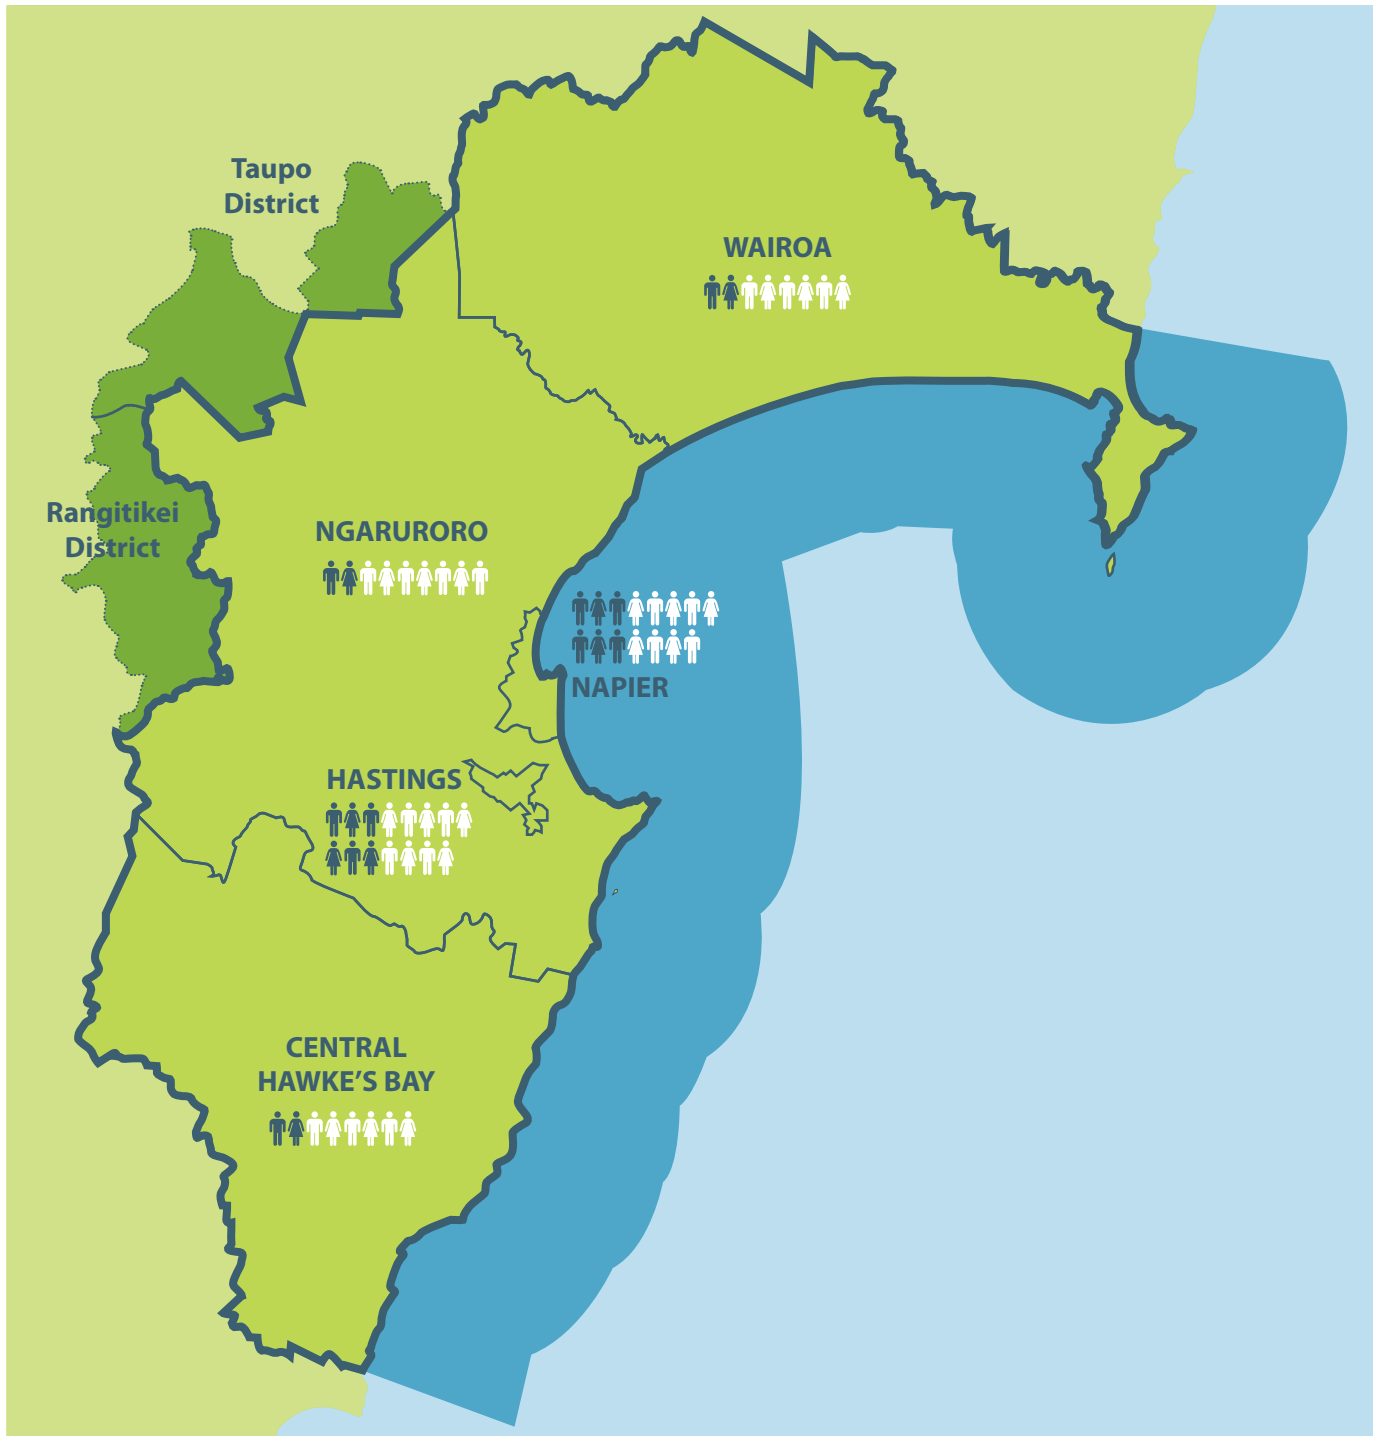 Taupo
District
WAIROA
Rangitikei
District
NGARURORO
NAPIER
HASTINGS
CENTRAL
HAWKE'S BAY